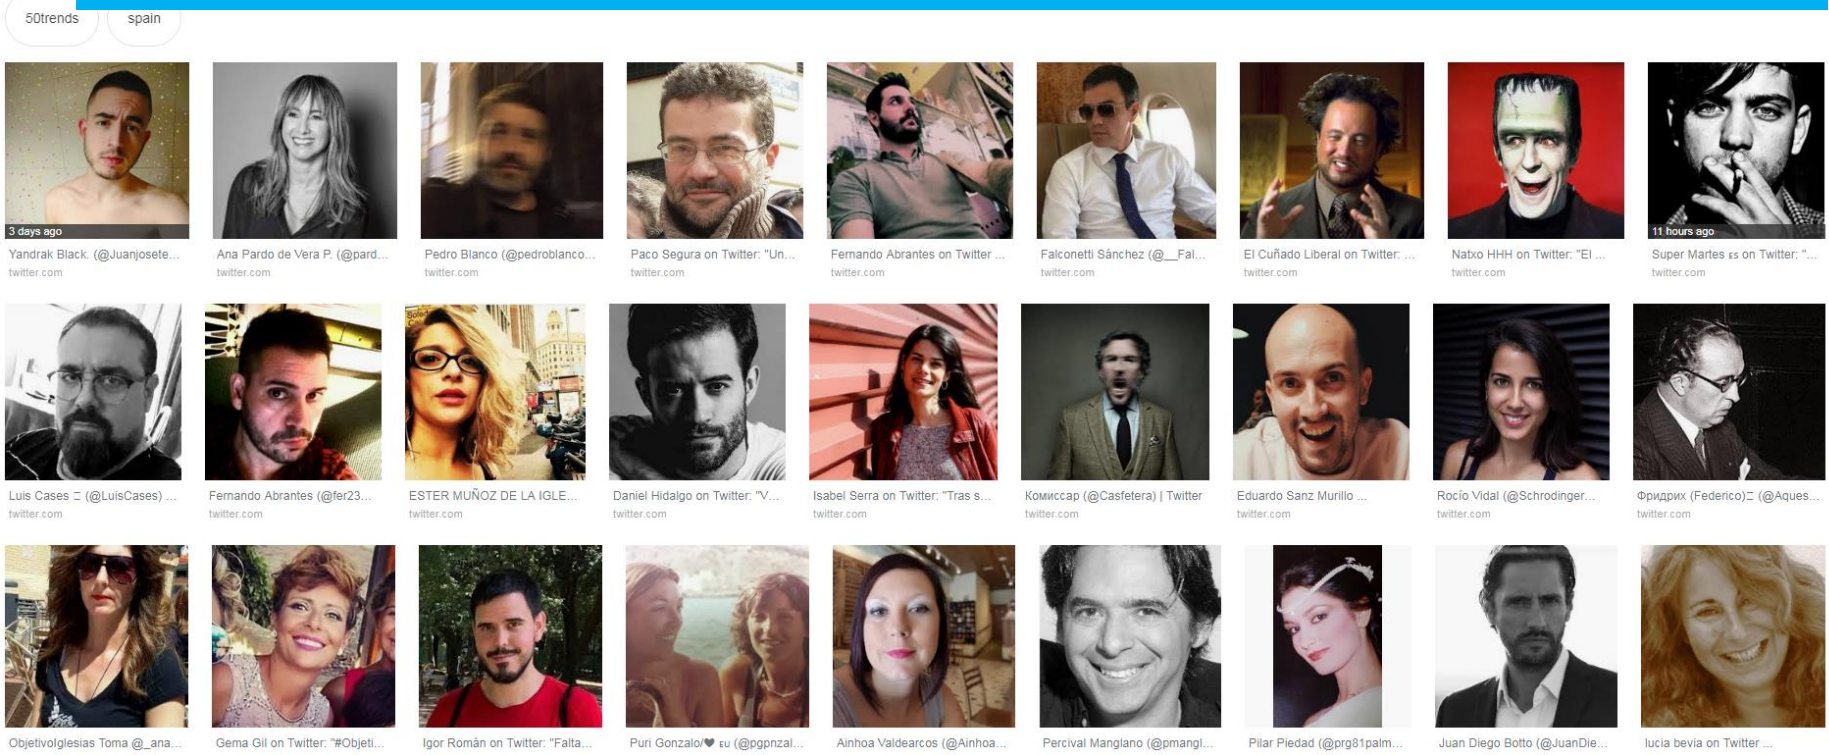 50trends
spain
3 days ago
11 hours ago
Yandrak Black. (@Juanjosete...
Ana Pardo de Vera P. (@pard...
Pedro Blanco (@pedroblanco...
Paco Segura on Twitter: "Un...
Fernando Abrantes on Twitter ...
Falconetti Sánchez (@__Fal...
El Cuñado Liberal on Twitter: ...
Natxo HHH on Twitter: "El ...
Super Martes ᴇs on Twitter: "...
twitter.com
twitter.com
twitter.com
twitter.com
twitter.com
twitter.com
twitter.com
twitter.com
twitter.com
Luis Cases □ (@LuisCases) ...
Fernando Abrantes (@fer23...
ESTER MUÑOZ DE LA IGLE...
Daniel Hidalgo on Twitter: "V...
Isabel Serra on Twitter: "Tras s...
Комиссар (@Casfetera) | Twitter
Eduardo Sanz Murillo ...
Rocío Vidal (@Schrodinger...
Фридрих (Federico)□ (@Aques...
twitter.com
twitter.com
twitter.com
twitter.com
twitter.com
twitter.com
twitter.com
twitter.com
twitter.com
ObjetivoIglesias Toma @_ana...
Gema Gil on Twitter: "#Objeti...
Igor Román on Twitter: "Falta...
Puri Gonzalo/♥ ᴇᴜ (@pgpnzal...
Ainhoa Valdearcos (@Ainhoa...
Percival Manglano (@pmangl...
Pilar Piedad (@prg81palm...
Juan Diego Botto (@JuanDie...
lucia bevia on Twitter ...